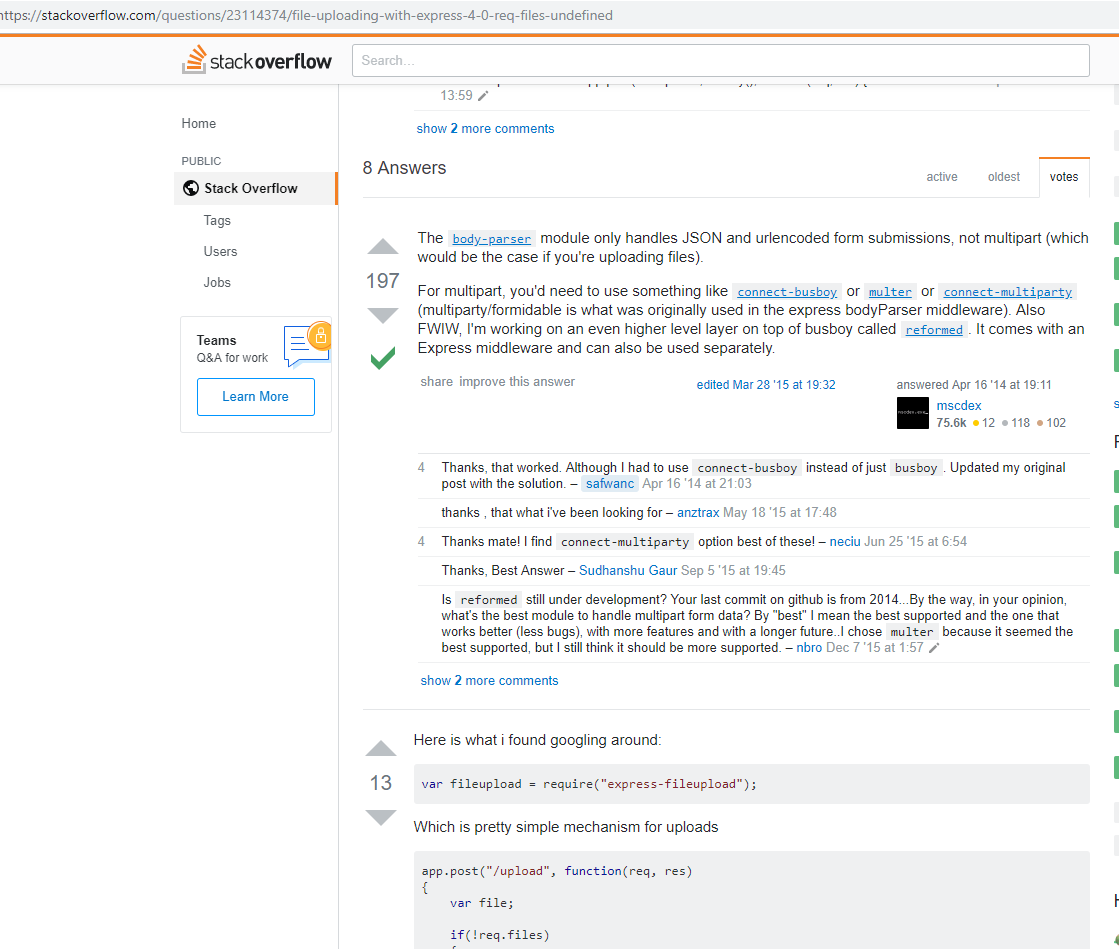 https://stackoverflow.com/questions/23114374/file-uploading-with-express-4-0-req-files-undefined
stackoverflow
Search...
Home
PUBLIC
Stack Overflow
Tags
Users
Jobs
Teams
Q&A for work
Learn More
13:59
show 2 more comments
8 Answers
active oldest votes
197
The body-parser module only handles JSON and urlencoded form submissions, not multipart (which
would be the case if you're uploading files).
For multipart, you'd need to use something like connect-busboy or multer or connect-multiparty
(multiparty/formidable is what was originally used in the express bodyParser middleware). Also
FWIW, I'm working on an even higher level layer on top of busboy called reformed. It comes with an
Express middleware and can also be used separately.
share improve this answer
edited Mar 28 '15 at 19:32
answered Apr 16 '14 at 19:11
mscdex
75.6k 12 118 102
4 Thanks, that worked. Although I had to use connect-busboy instead of just busboy. Updated my original
post with the solution. – safwanc Apr 16 '14 at 21:03
thanks , that what i've been looking for – anztrax May 18 '15 at 17:48
4 Thanks mate! I find connect-multiparty option best of these! – neciu Jun 25 '15 at 6:54
Thanks, Best Answer – Sudhanshu Gaur Sep 5 '15 at 19:45
Is reformed still under development? Your last commit on github is from 2014...By the way, in your opinion,
what's the best module to handle multipart form data? By "best" I mean the best supported and the one that
works better (less bugs), with more features and with a longer future..I chose multer because it seemed the
best supported, but I still think it should be more supported. – nbro Dec 7 '15 at 1:57
show 2 more comments
13
Here is what i found googling around:
var fileupload = require("express-fileupload");
Which is pretty simple mechanism for uploads
app.post("/upload", function(req, res)
{
var file;
if(!req.files)